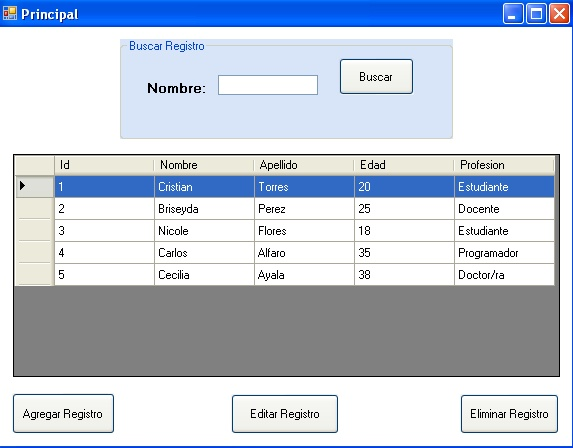 Principal
Buscar Registro
Nombre:
Buscar
Id Nombre Apellido Edad Profesion
1 Cristian Torres 20 Estudiante
2 Briseyda Perez 25 Docente
3 Nicole Flores 18 Estudiante
4 Carlos Alfaro 35 Programador
5 Cecilia Ayala 38 Doctor/ra
Agregar Registro Editar Registro Eliminar Registro